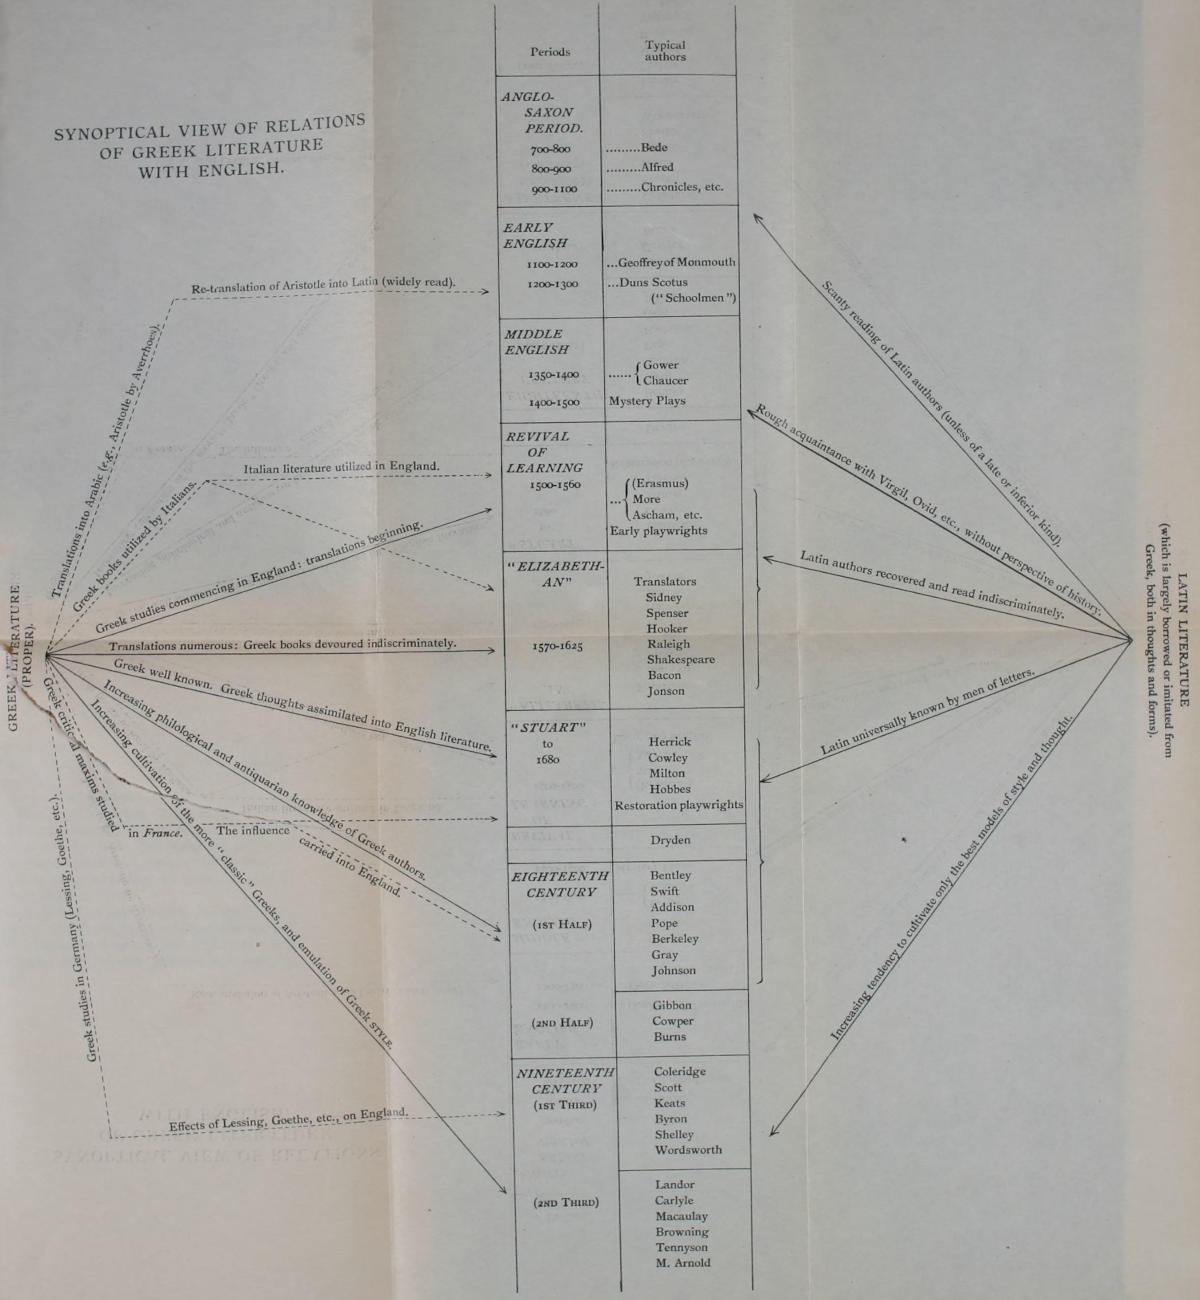 SYNOPTICAL VIEW OF RELATIONS
OF GREEK LITERATURE
WITH ENGLISH.
Periods
Typical
authors
ANGLO-
SAXON
PERIOD.
700-800 .........Bede
800-900 .........Alfred
900-1100 .........Chronicles, etc.
EARLY
ENGLISH
1100-1200 ...Geoffrey of Monmouth
1200-1300 ...Duns Scotus
("Schoolmen")
MIDDLE
ENGLISH
1350-1400 ......{ Gower
Chaucer
1400-1500 Mystery Plays
REVIVAL
OF
LEARNING
1500-1560 ...{ (Erasmus)
More
Ascham, etc.
Early playwrights
"ELIZABETH-
AN"
1570-1625
Translators
Sidney
Spenser
Hooker
Raleigh
Shakespeare
Bacon
Jonson
"STUART"
to
1680
Herrick
Cowley
Milton
Hobbes
Restoration playwrights
Dryden
EIGHTEENTH
CENTURY
(1ST HALF)
Bentley
Swift
Addison
Pope
Berkeley
Gray
Johnson
(2ND HALF)
Gibbon
Cowper
Burns
NINETEENTH
CENTURY
(1ST THIRD)
Coleridge
Scott
Keats
Byron
Shelley
Wordsworth
(2ND THIRD)
Landor
Carlyle
Macaulay
Browning
Tennyson
M. Arnold
GREEK LITERATURE
(PROPER).
Translations into Arabic (e.g., Aristotle by Averrhoes).
Re-translation of Aristotle into Latin (widely read).
Greek books utilized by Italians.
Italian literature utilized in England.
Greek studies commencing in England: translations beginning.
Translations numerous: Greek books devoured indiscriminately.
Greek well known. Greek thoughts assimilated into English literature.
Increasing philological and antiquarian knowledge of Greek authors.
Increasing cultivation of the more "classic" Greeks, and emulation of Greek STYLE.
Greek critical maxims studied
in France. The influence
carried into England.
Greek studies in Germany (Lessing, Goethe, etc.).
Effects of Lessing, Goethe, etc., on England.
LATIN LITERATURE
(which is largely borrowed or imitated from
Greek, both in thoughts and forms).
Scanty reading of Latin authors (unless of a late or inferior kind).
Rough acquaintance with Virgil, Ovid, etc., without perspective of history.
Latin authors recovered and read indiscriminately.
Latin universally known by men of letters.
Increasing tendency to cultivate only the best models of style and thought.